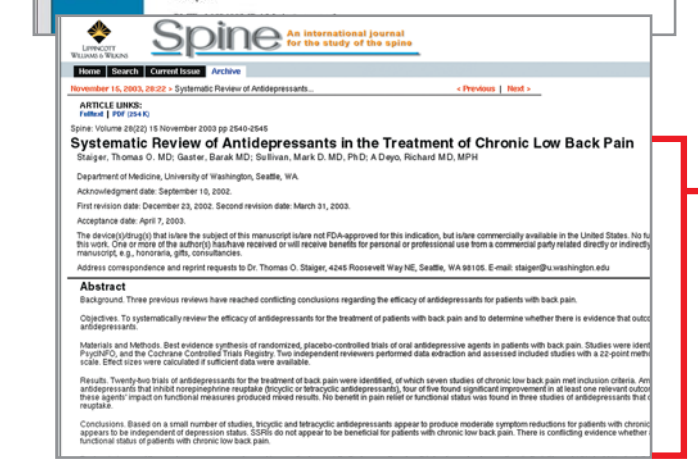 LIPPINCOTT
WILLIAMS & WILKINS
Spine An international journal
for the study of the spine
Home Search Current Issue Archive
November 15, 2003, 28:22 > Systematic Review of Antidepressants... < Previous | Next >
ARTICLE LINKS:
Fulltext | PDF (254 K)
Spine: Volume 28(22) 15 November 2003 pp 2540-2545
Systematic Review of Antidepressants in the Treatment of Chronic Low Back Pain
Staiger, Thomas O. MD; Gaster, Barak MD; Sullivan, Mark D. MD, PhD; A Deyo, Richard MD, MPH
Department of Medicine, University of Washington, Seattle, WA.
Acknowledgment date: September 10, 2002.
First revision date: December 23, 2002. Second revision date: March 31, 2003.
Acceptance date: April 7, 2003.
The device(s)/drug(s) that is/are the subject of this manuscript is/are not FDA-approved for this indication, but is/are commercially available in the United States. No fu
this work. One or more of the author(s) has/have received or will receive benefits for personal or professional use from a commercial party related directly or indirectly
manuscript, e.g., honoraria, gifts, consultancies.
Address correspondence and reprint requests to Dr. Thomas O. Staiger, 4245 Roosevelt Way NE, Seattle, WA 98105. E-mail: staiger@u.washington.edu
Abstract
Background. Three previous reviews have reached conflicting conclusions regarding the efficacy of antidepressants for patients with back pain.
Objectives. To systematically review the efficacy of antidepressants for the treatment of patients with back pain and to determine whether there is evidence that outco
antidepressants.
Materials and Methods. Best evidence synthesis of randomized, placebo-controlled trials of oral antidepressive agents in patients with back pain. Studies were ident
PsycINFO, and the Cochrane Controlled Trials Registry. Two independent reviewers performed data extraction and assessed included studies with a 22-point meth
scale. Effect sizes were calculated if sufficient data were available.
Results. Twenty-two trials of antidepressants for the treatment of back pain were identified, of which seven studies of chronic low back pain met inclusion criteria. Am
antidepressants that inhibit norepinephrine reuptake (tricyclic or tetracyclic antidepressants), four of five found significant improvement in at least one relevant outcom
these agents' impact on functional measures produced mixed results. No benefit in pain relief or functional status was found in three studies of antidepressants that d
reuptake.
Conclusions. Based on a small number of studies, tricyclic and tetracyclic antidepressants appear to produce moderate symptom reductions for patients with chroni
appears to be independent of depression status. SSRIs do not appear to be beneficial for patients with chronic low back pain. There is conflicting evidence whether
functional status of patients with chronic low back pain.